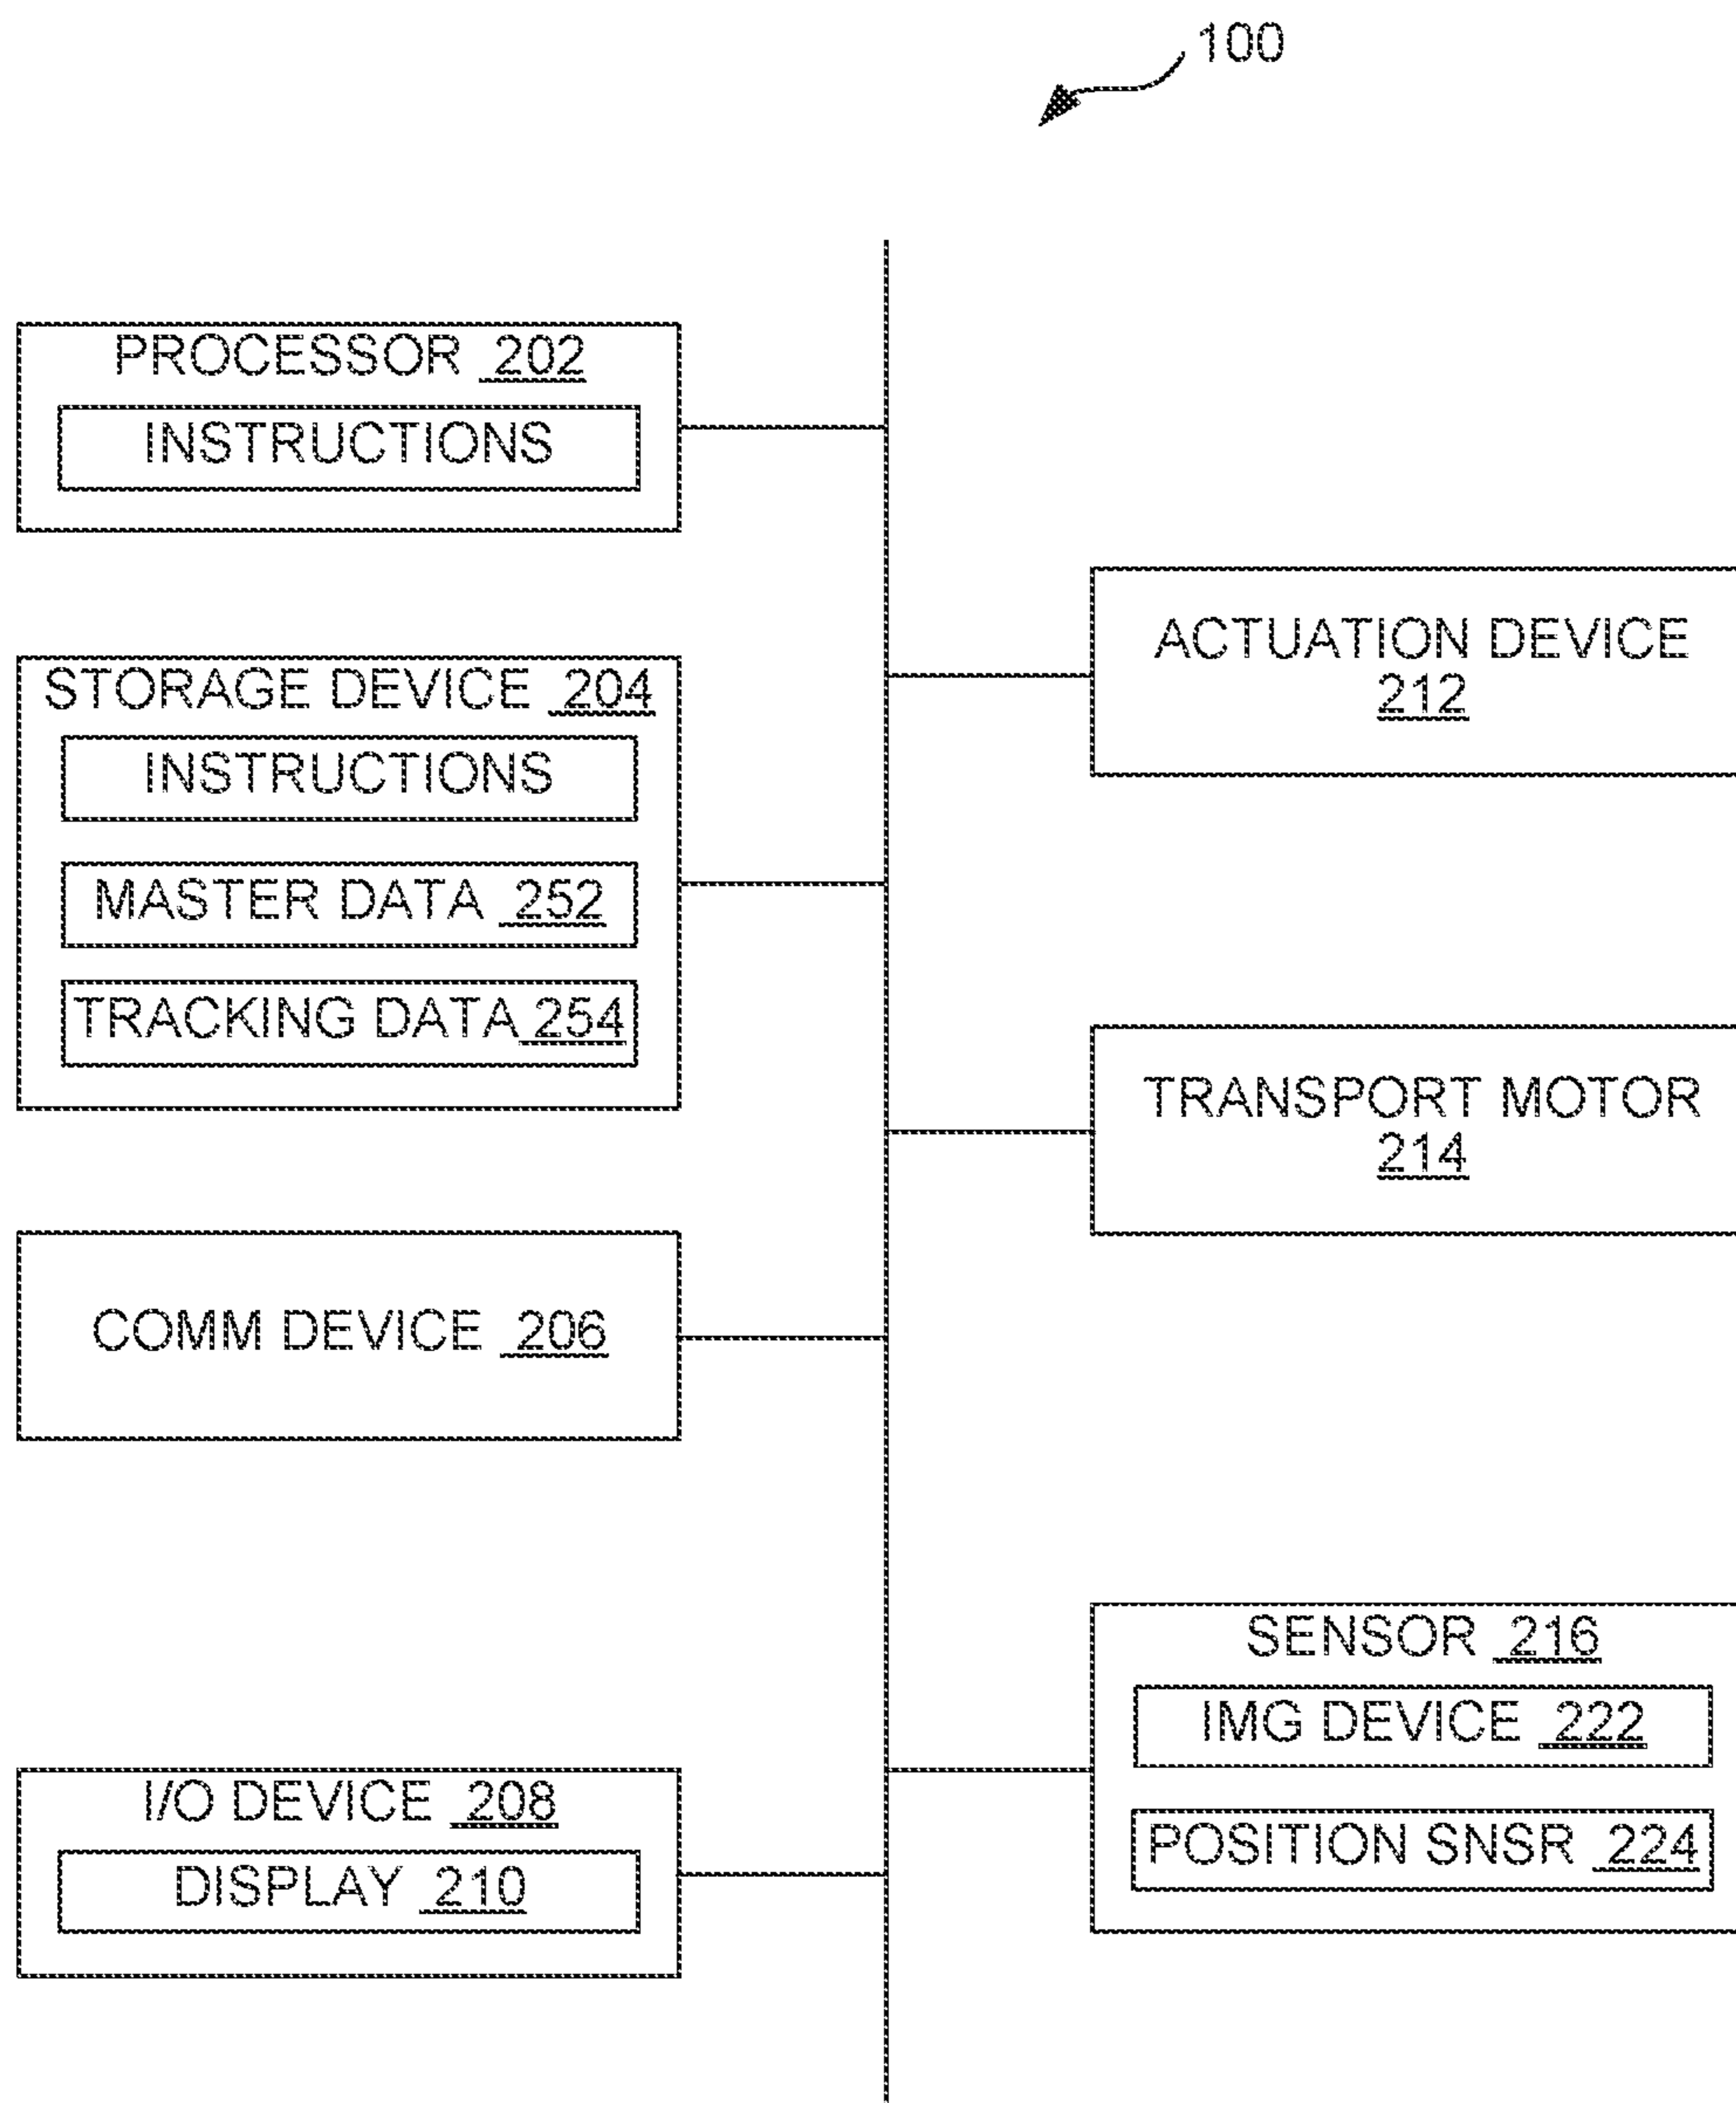 100
PROCESSOR 202
INSTRUCTIONS
STORAGE DEVICE 204
INSTRUCTIONS
MASTER DATA 252
TRACKING DATA 254
COMM DEVICE 206
I/O DEVICE 208
DISPLAY 210
ACTUATION DEVICE
212
TRANSPORT MOTOR
214
SENSOR 216
IMG DEVICE 222
POSITION SNSR 224